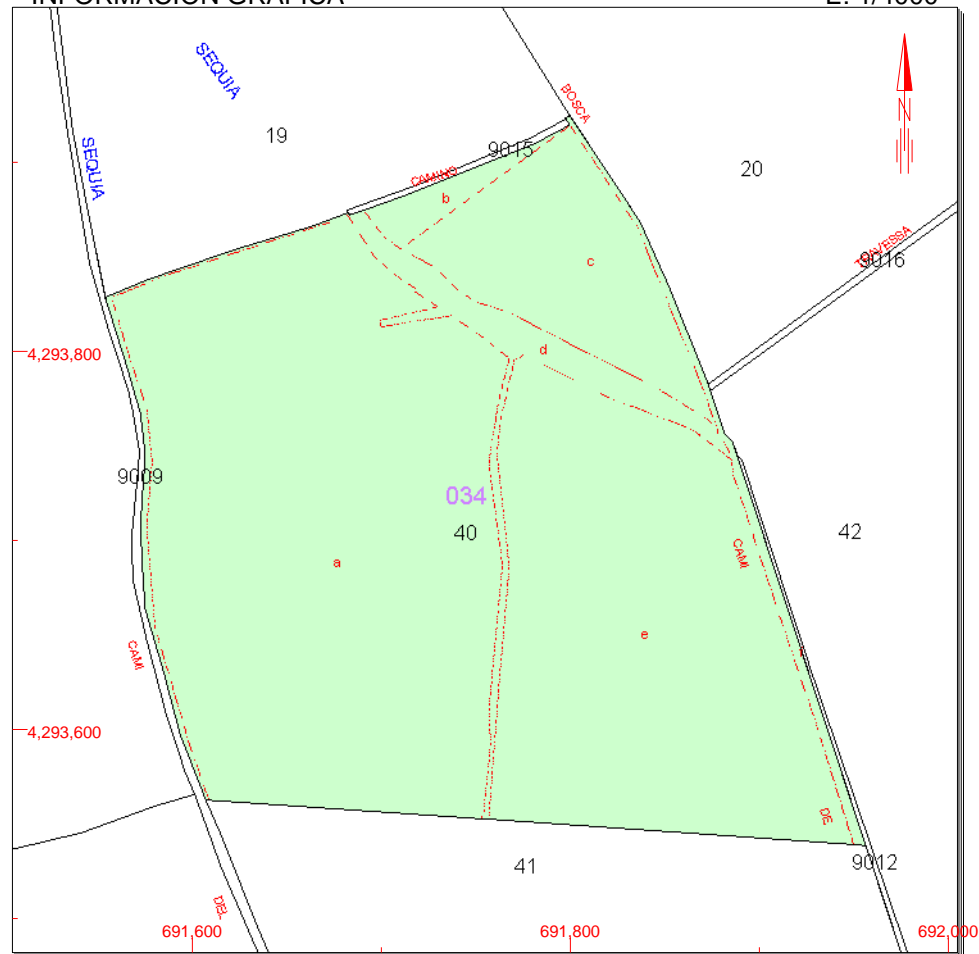 INFORMACIÓN GRÁFICA
E: 1/4000
SEQUIA
BOSCA
N
19
9015
SEQUIA
20
CAMINO
b
TRAVESSA
9016
c
4,293,800
d
9009
034
40
42
CAMI
a
e
CAMI
4,293,600
DE
41
9012
DEL
691,600
691,800
692,000